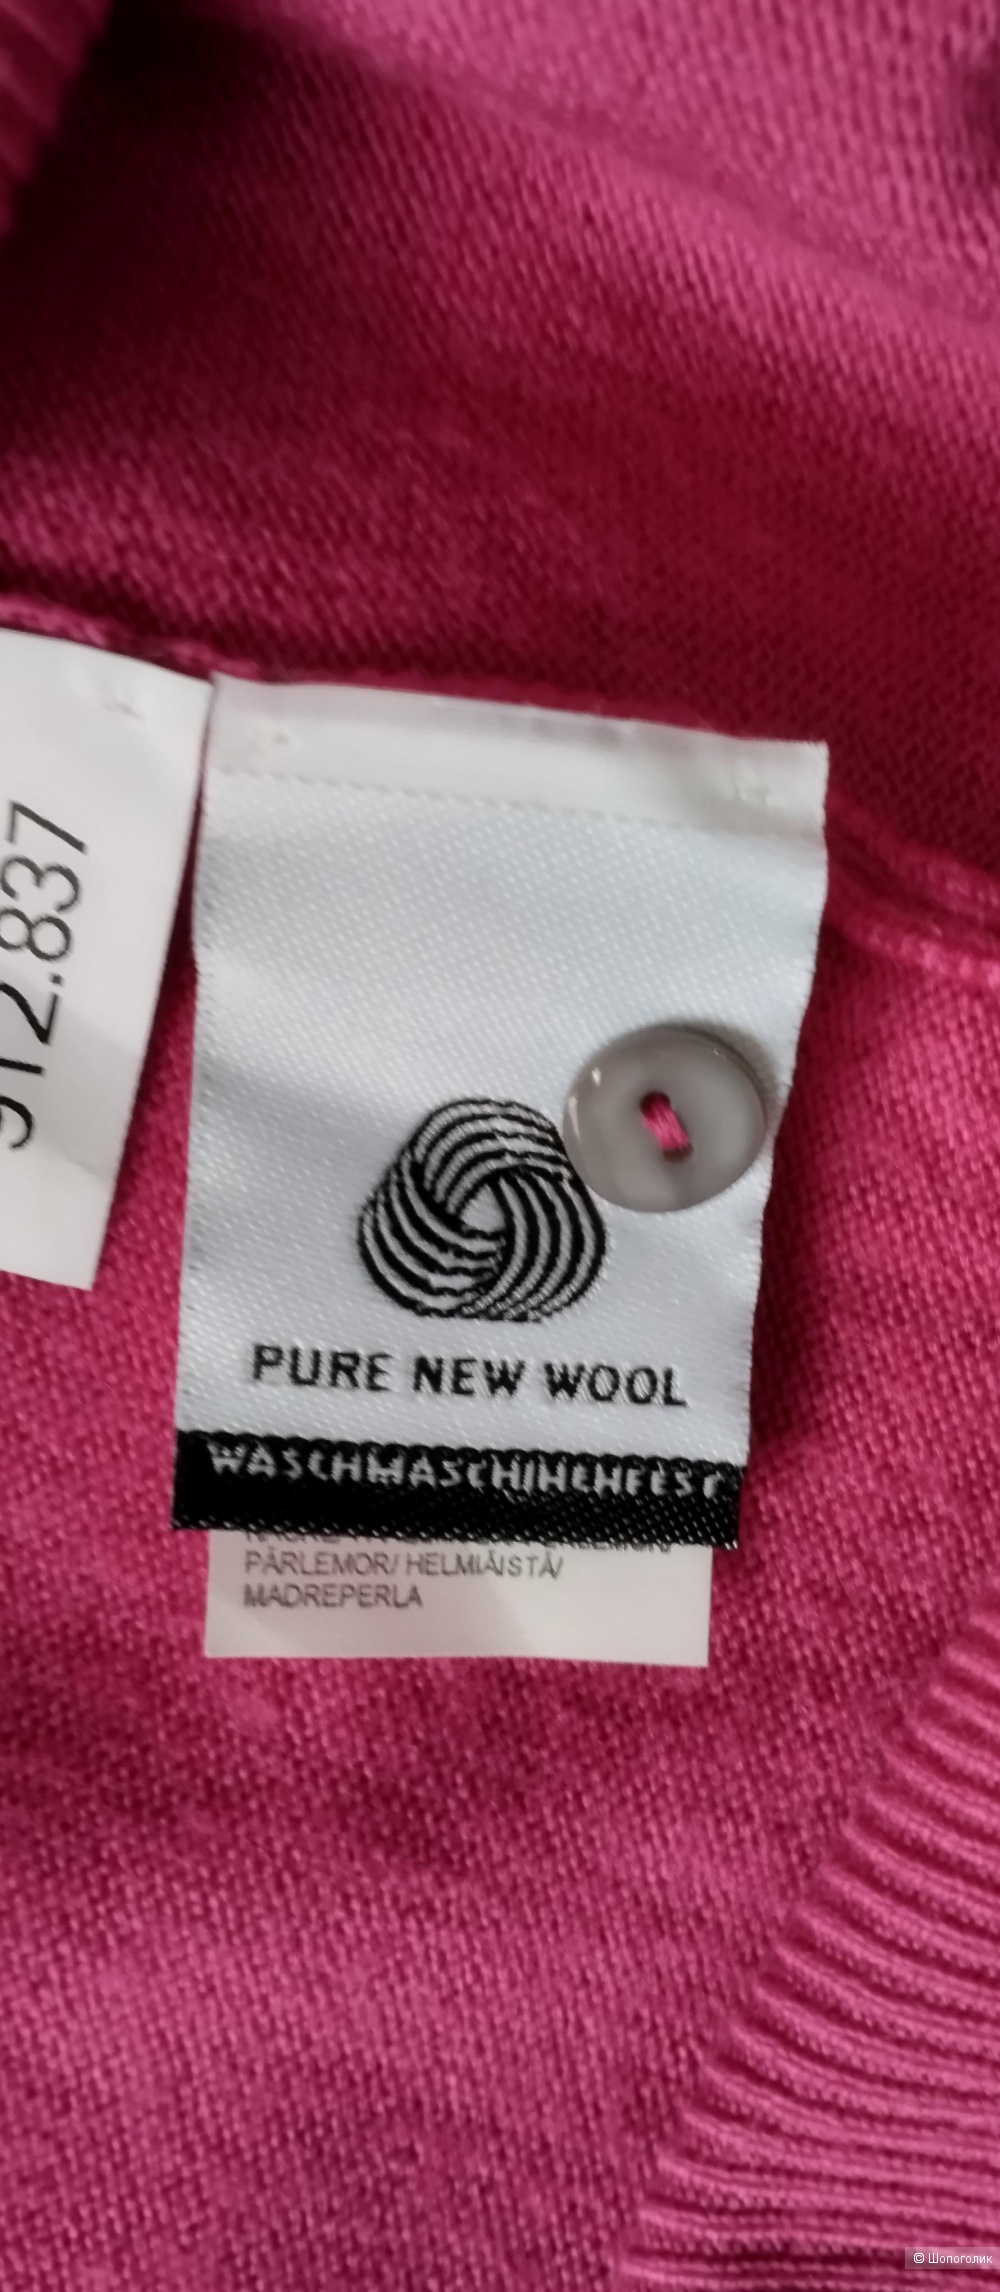 912.837
PURE NEW WOOL
WASCHMASCHINENFEST
PÄRLEMOR/ HELMIÄISTÄ/
MADREPERLA
© Шопоголик